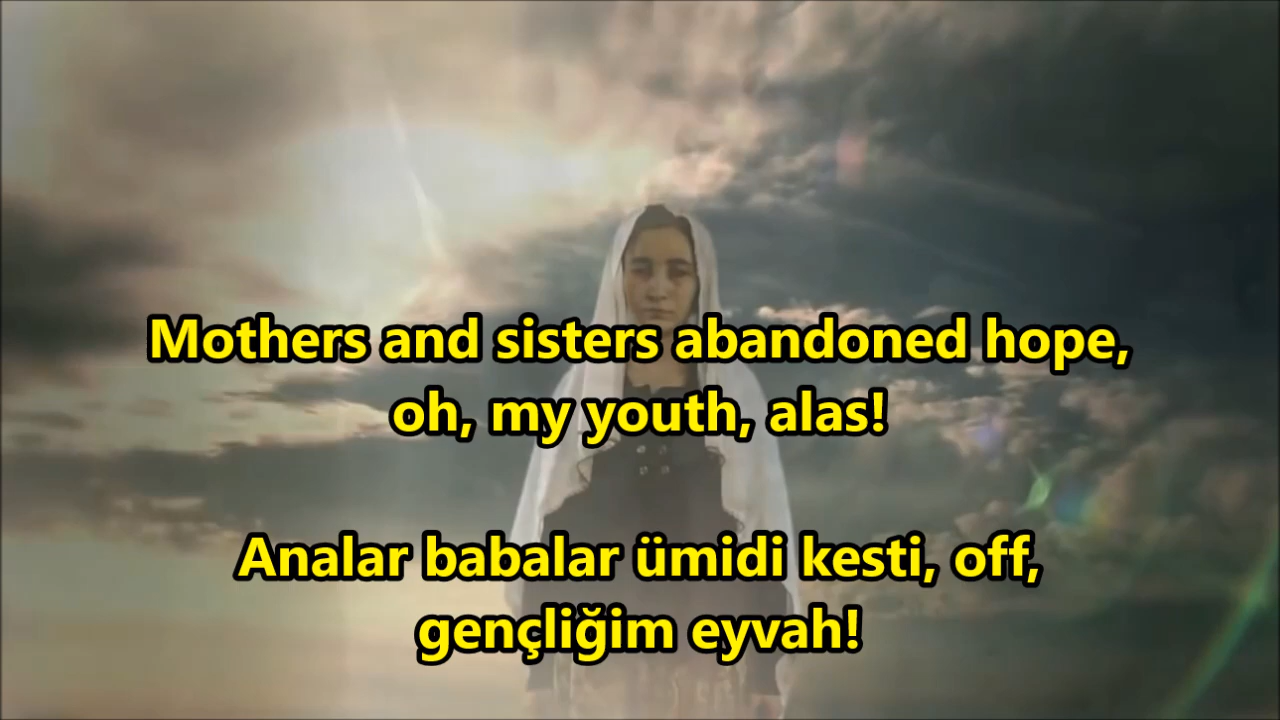 Mothers and sisters abandoned hope,
oh, my youth, alas!
Analar babalar ümidi kesti, off,
gençliğim eyvah!